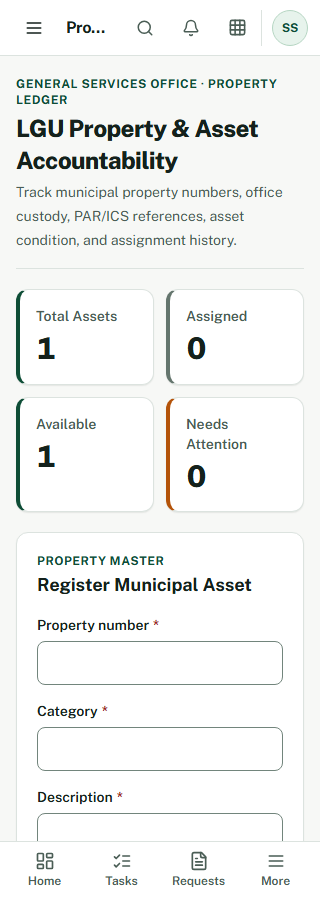 Pro...
SS
GENERAL SERVICES OFFICE · PROPERTY
LEDGER
LGU Property & Asset
Accountability
Track municipal property numbers, office
custody, PAR/ICS references, asset
condition, and assignment history.
Total Assets
1
Assigned
0
Available
1
Needs
Attention
0
PROPERTY MASTER
Register Municipal Asset
Property number *
Category *
Description *
Home
Tasks
Requests
More